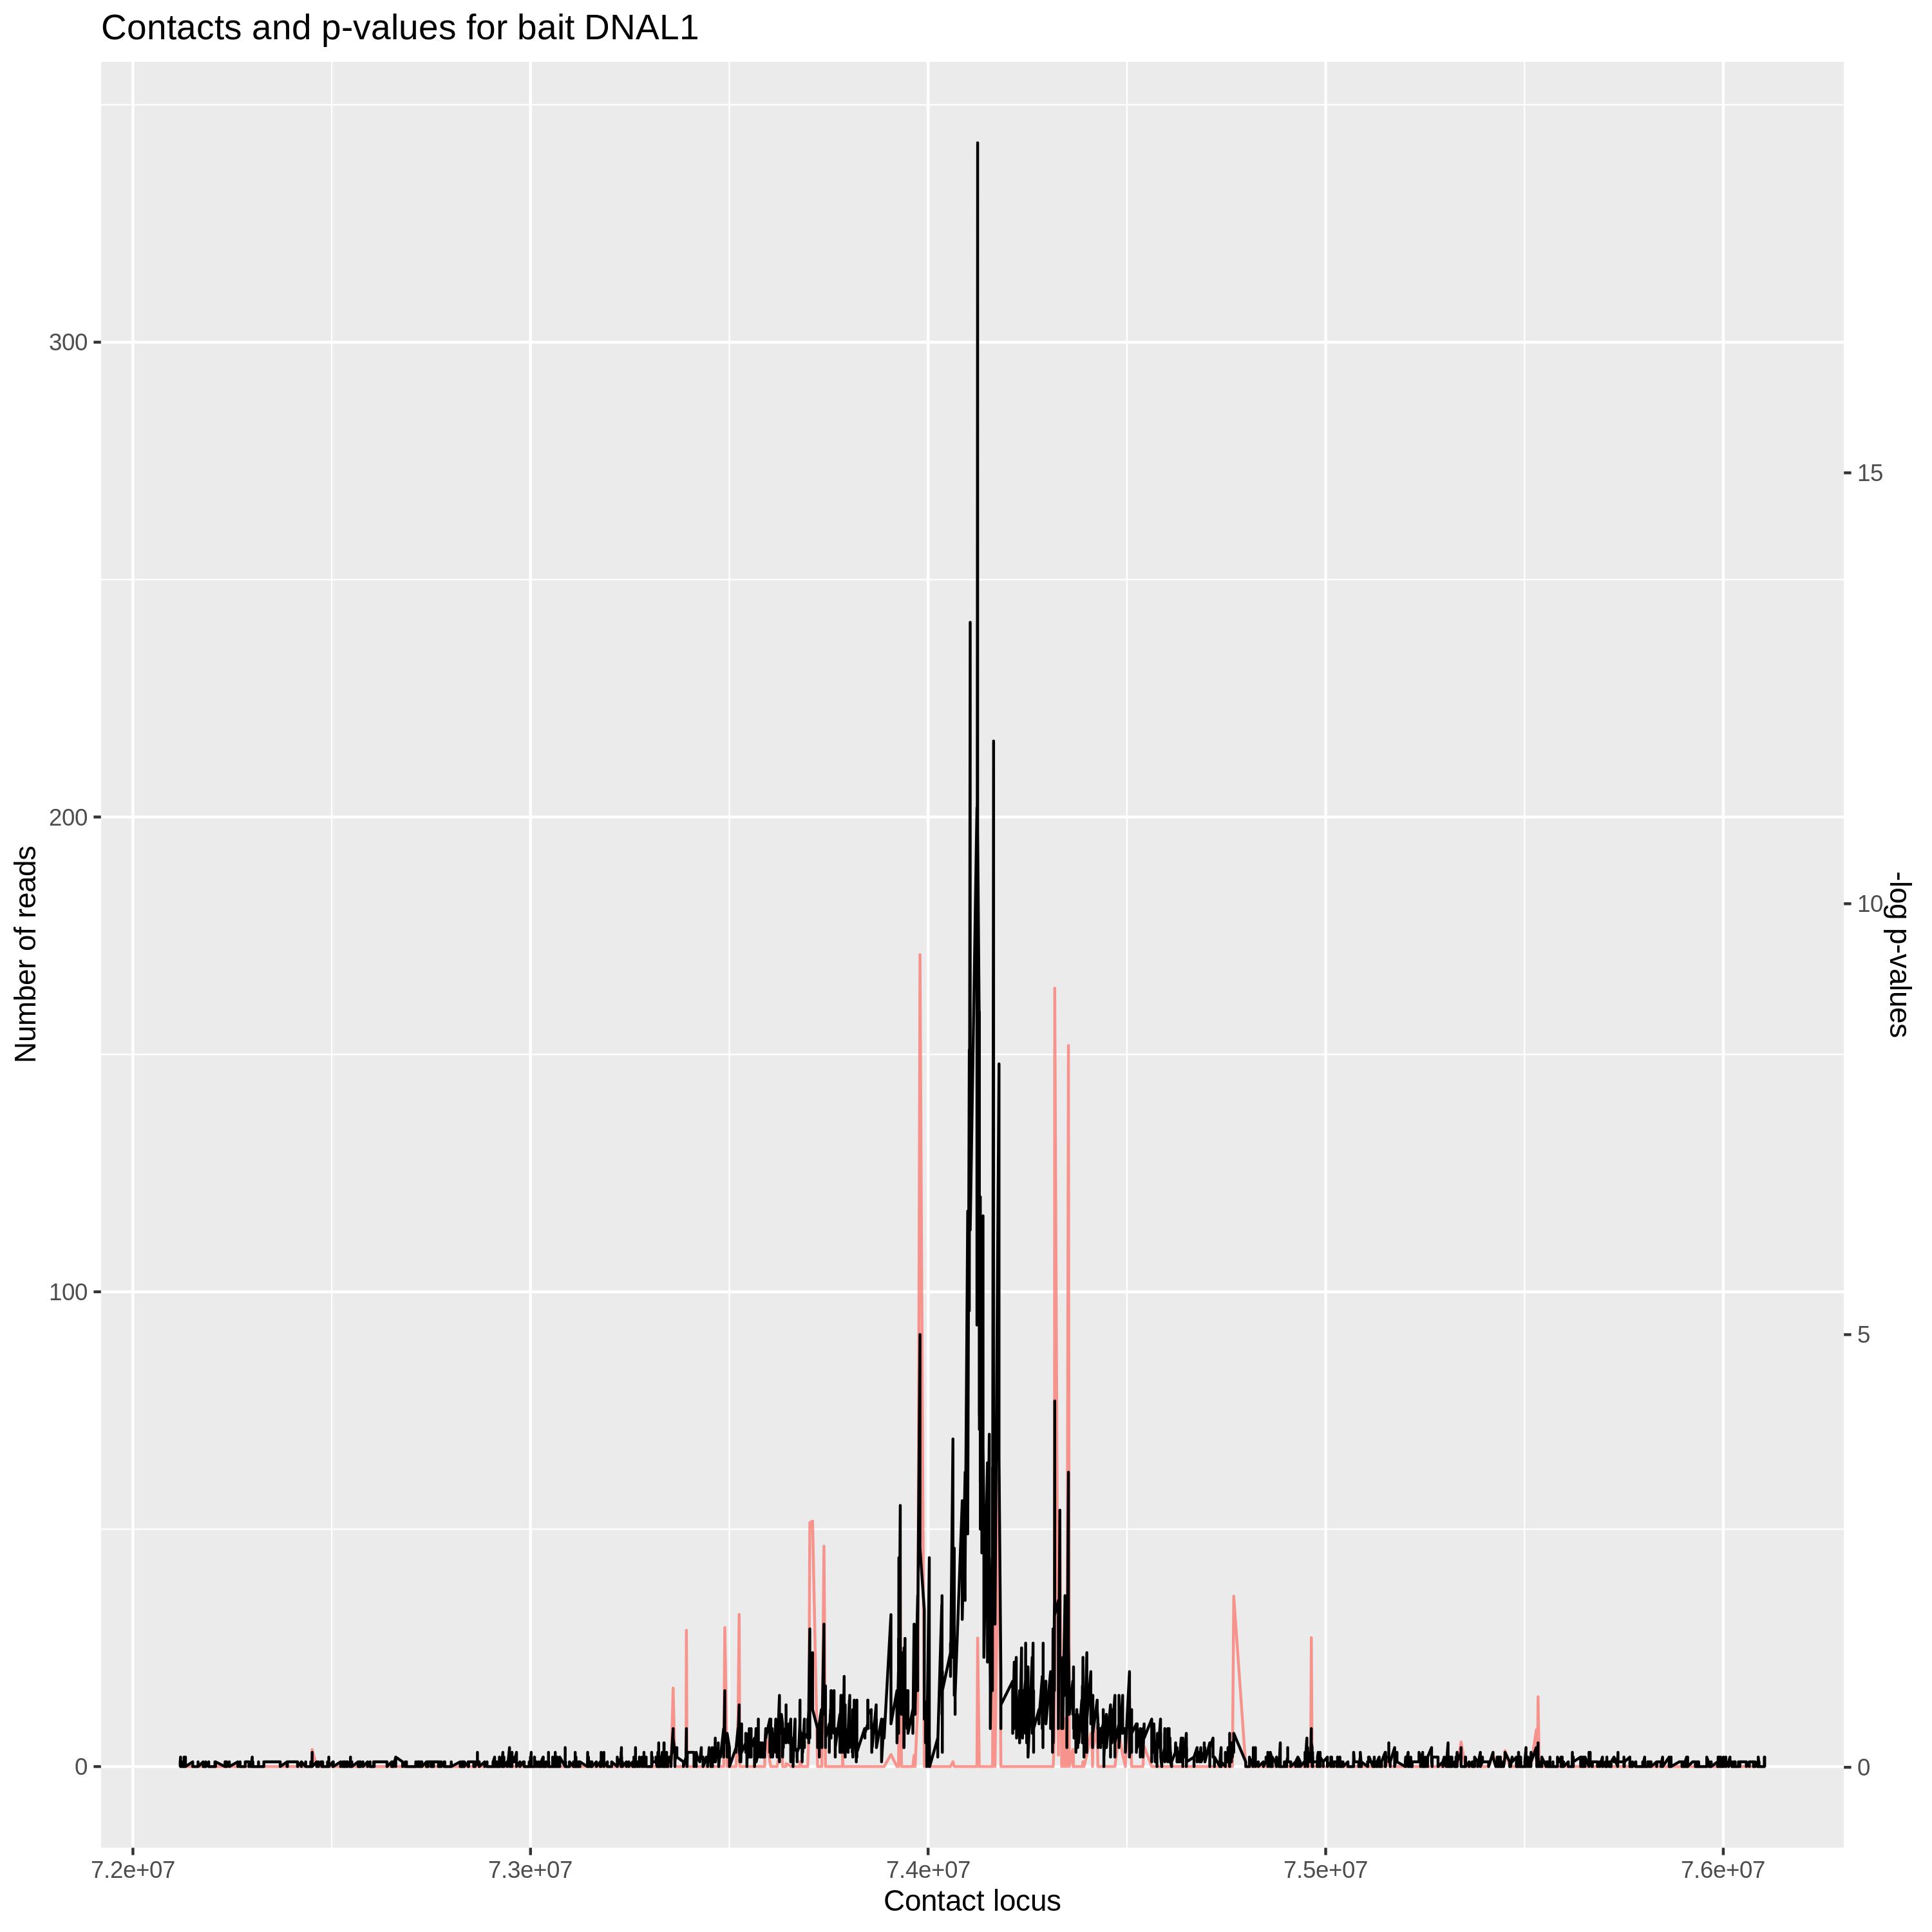 Contacts and p-values for bait DNAL1
Number of reads
300
200
100
0
15
10
5
0
-log p-values
7.2e+07 7.3e+07 7.4e+07 7.5e+07 7.6e+07
Contact locus